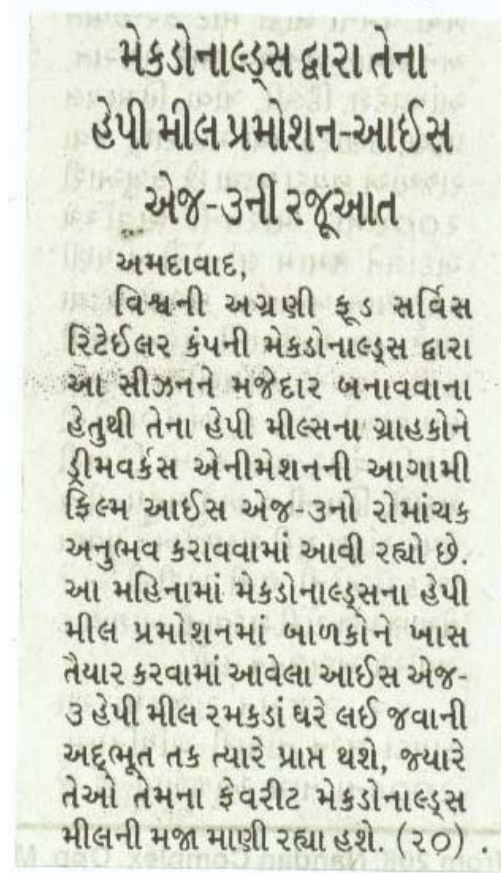 મેકડોનાલ્ડ્સ દ્વારા તેના
હેપી મીલ પ્રમોશન-આઈસ
એજ-૩ની રજૂઆત
અમદાવાદ,
વિશ્વની અગ્રણી ફૂડ સર્વિસ
રિટેઈલર કંપની મેકડોનાલ્ડ્સ દ્વારા
આ સીઝનને મજેદાર બનાવવાના
હેતુથી તેના હેપી મીલ્સના ગ્રાહકોને
ડ્રીમવર્કસ એનીમેશનની આગામી
ફિલ્મ આઈસ એજ-૩નો રોમાંચક
અનુભવ કરાવવામાં આવી રહ્યો છે.
આ મહિનામાં મેકડોનાલ્ડ્સના હેપી
મીલ પ્રમોશનમાં બાળકોને ખાસ
તૈયાર કરવામાં આવેલા આઈસ એજ-
૩ હેપી મીલ રમકડાં ઘરે લઈ જવાની
અદ્ભૂત તક ત્યારે પ્રાપ્ત થશે, જ્યારે
તેઓ તેમના ફેવરીટ મેકડોનાલ્ડ્સ
મીલની મજા માણી રહ્યા હશે. (૨૦) .